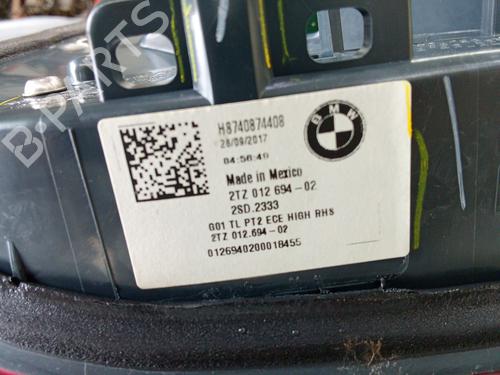 H8740874408
28/09/2017
04:56:49
BMW
Made in Mexico
2TZ 012 694-02
2SD.2333
G01 TL PT2 ECE HIGH RHS
2TZ 012.694-02
0126940200018455
B-PARTS